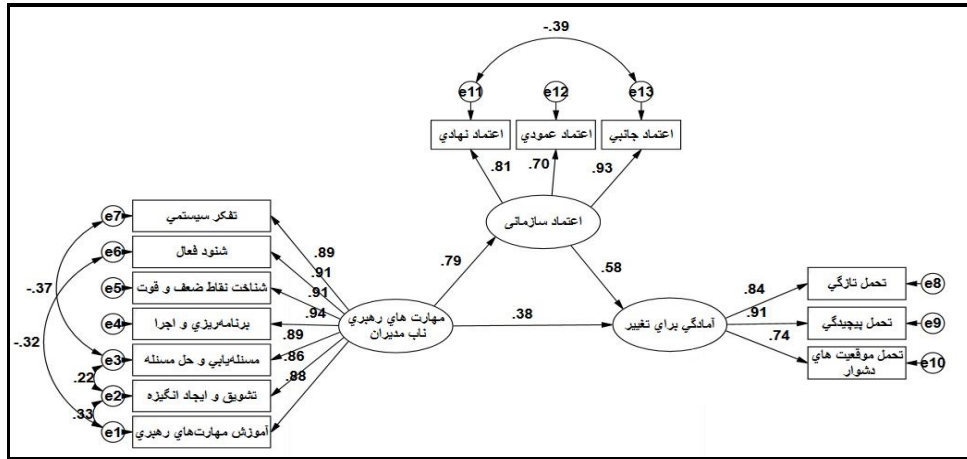 -.39
e11
e12
e13
اعتماد نهادي
اعتماد عمودي
اعتماد جانبي
.81
.70
.93
اعتماد سازمانی
e7
تفكر سيستمي
e6
شنود فعال
e5
شناخت نقاط ضعف و قوت
e4
برنامه‌ريزي و اجرا
e3
مسئله‌يابي و حل مسئله
e2
تشويق و ايجاد انگيزه
e1
آموزش مهارت‌هاي رهبري
-.37
-.32
.22
.33
.89
.91
.91
.94
.89
.86
.88
مهارت هاي رهبري
ناب مديران
.79
.38
.58
آمادگي براي تغيير
.84
.91
.74
تحمل تازگي
e8
تحمل پيچيدگي
e9
تحمل موقعيت هاي
دشوار
e10